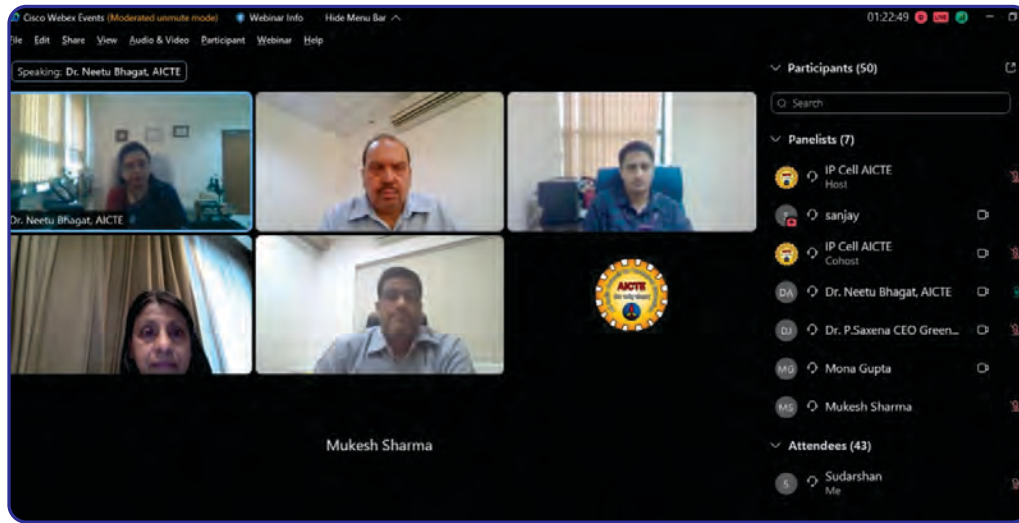 Cisco Webex Events (Moderated unmute mode) Webinar Info Hide Menu Bar 01:22:49 LIVE
File Edit Share View Audio & Video Participant Webinar Help
Speaking: Dr. Neetu Bhagat, AICTE
Dr. Neetu Bhagat, AICTE
AICTE
Mukesh Sharma
Participants (50)
Search
Panelists (7)
IP Cell AICTE
Host
sanjay
IP Cell AICTE
Cohost
DA Dr. Neetu Bhagat, AICTE
DJ Dr. P.Saxena CEO Green...
MG Mona Gupta
MS Mukesh Sharma
Attendees (43)
S Sudarshan
Me